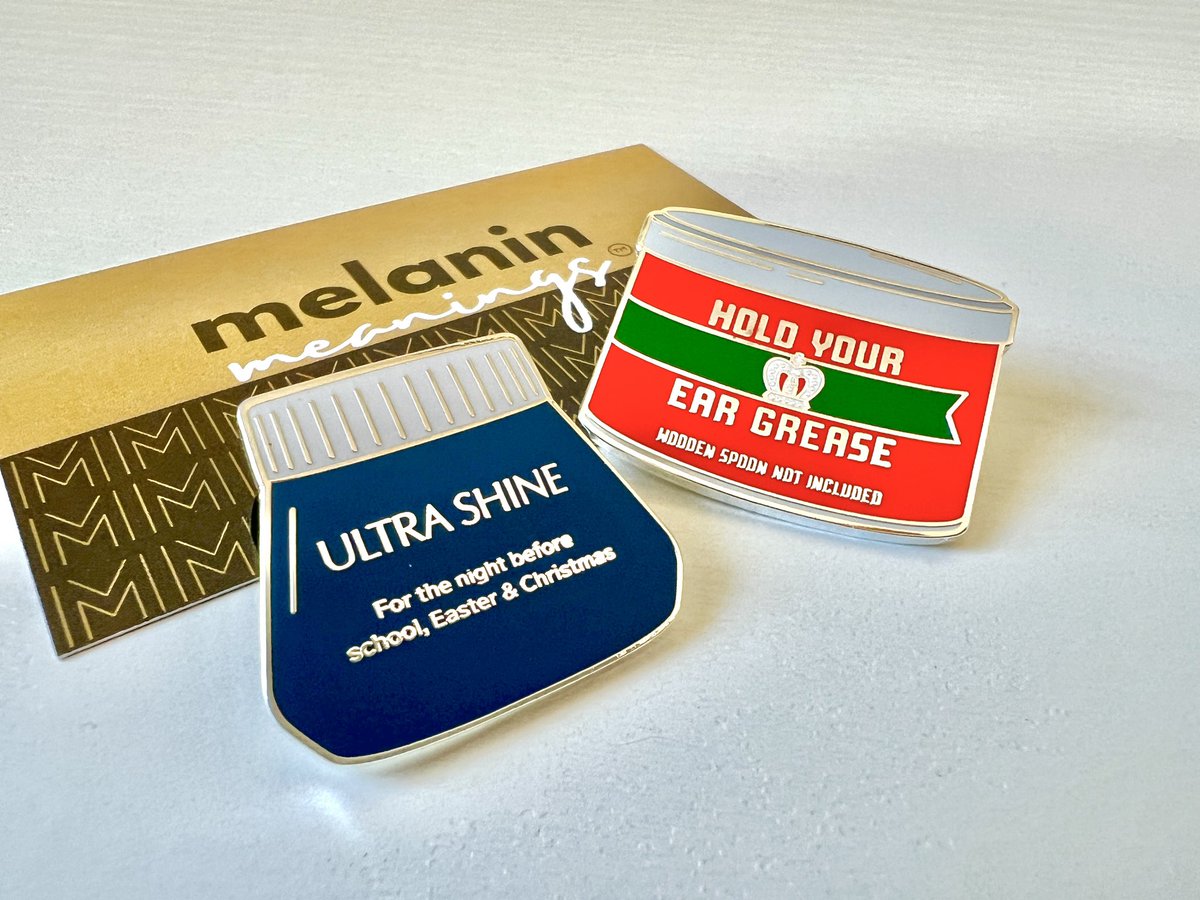 melanin
meanings
TM
HOLD YOUR
EAR GREASE
WOODEN SPOON NOT INCLUDED
ULTRA SHINE
For the night before
school, Easter & Christmas